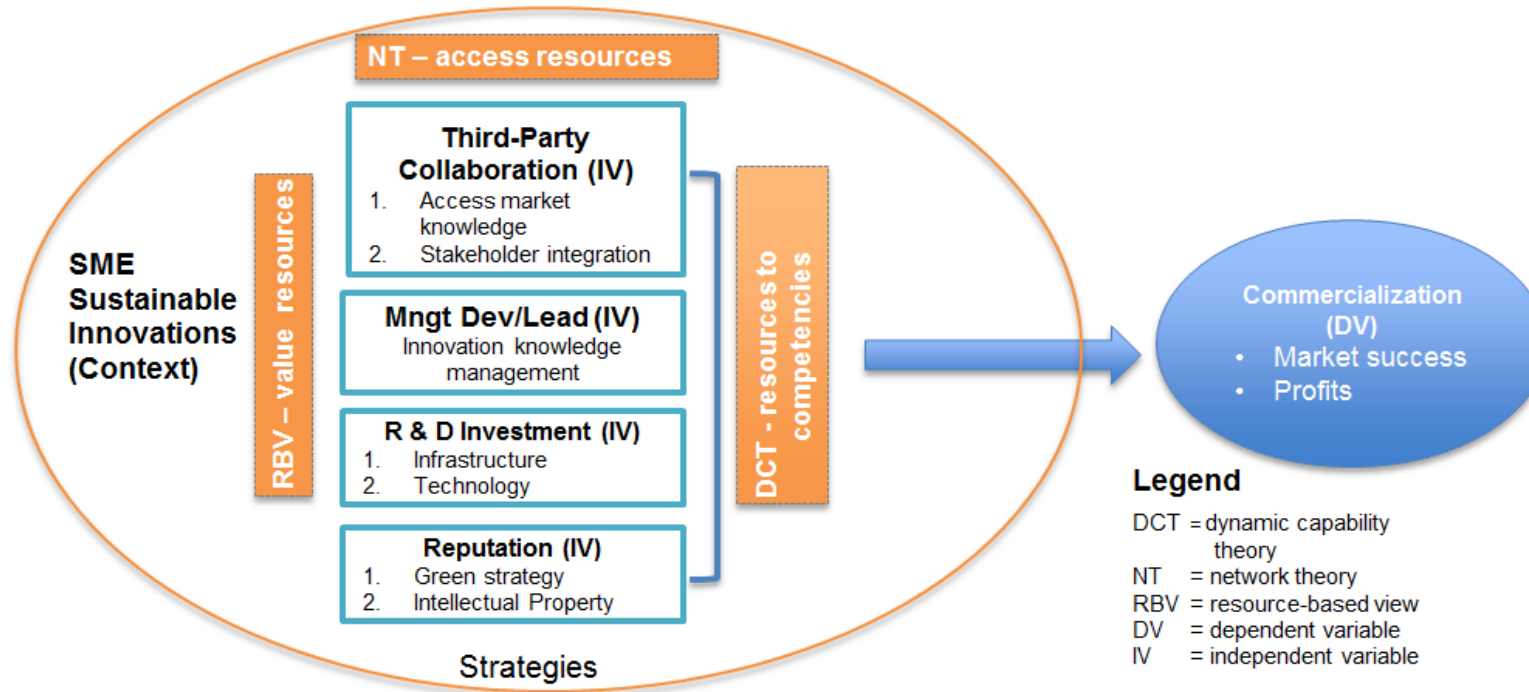 NT – access resources
Third-Party
Collaboration (IV)
1. Access market
knowledge
2. Stakeholder integration
RBV – value resources
SME
Sustainable
Innovations
(Context)
Mngt Dev/Lead (IV)
Innovation knowledge
management
R & D Investment (IV)
1. Infrastructure
2. Technology
Reputation (IV)
1. Green strategy
2. Intellectual Property
Strategies
DCT - resources to
competencies
Commercialization
(DV)
• Market success
• Profits
Legend
DCT = dynamic capability
theory
NT = network theory
RBV = resource-based view
DV = dependent variable
IV = independent variable